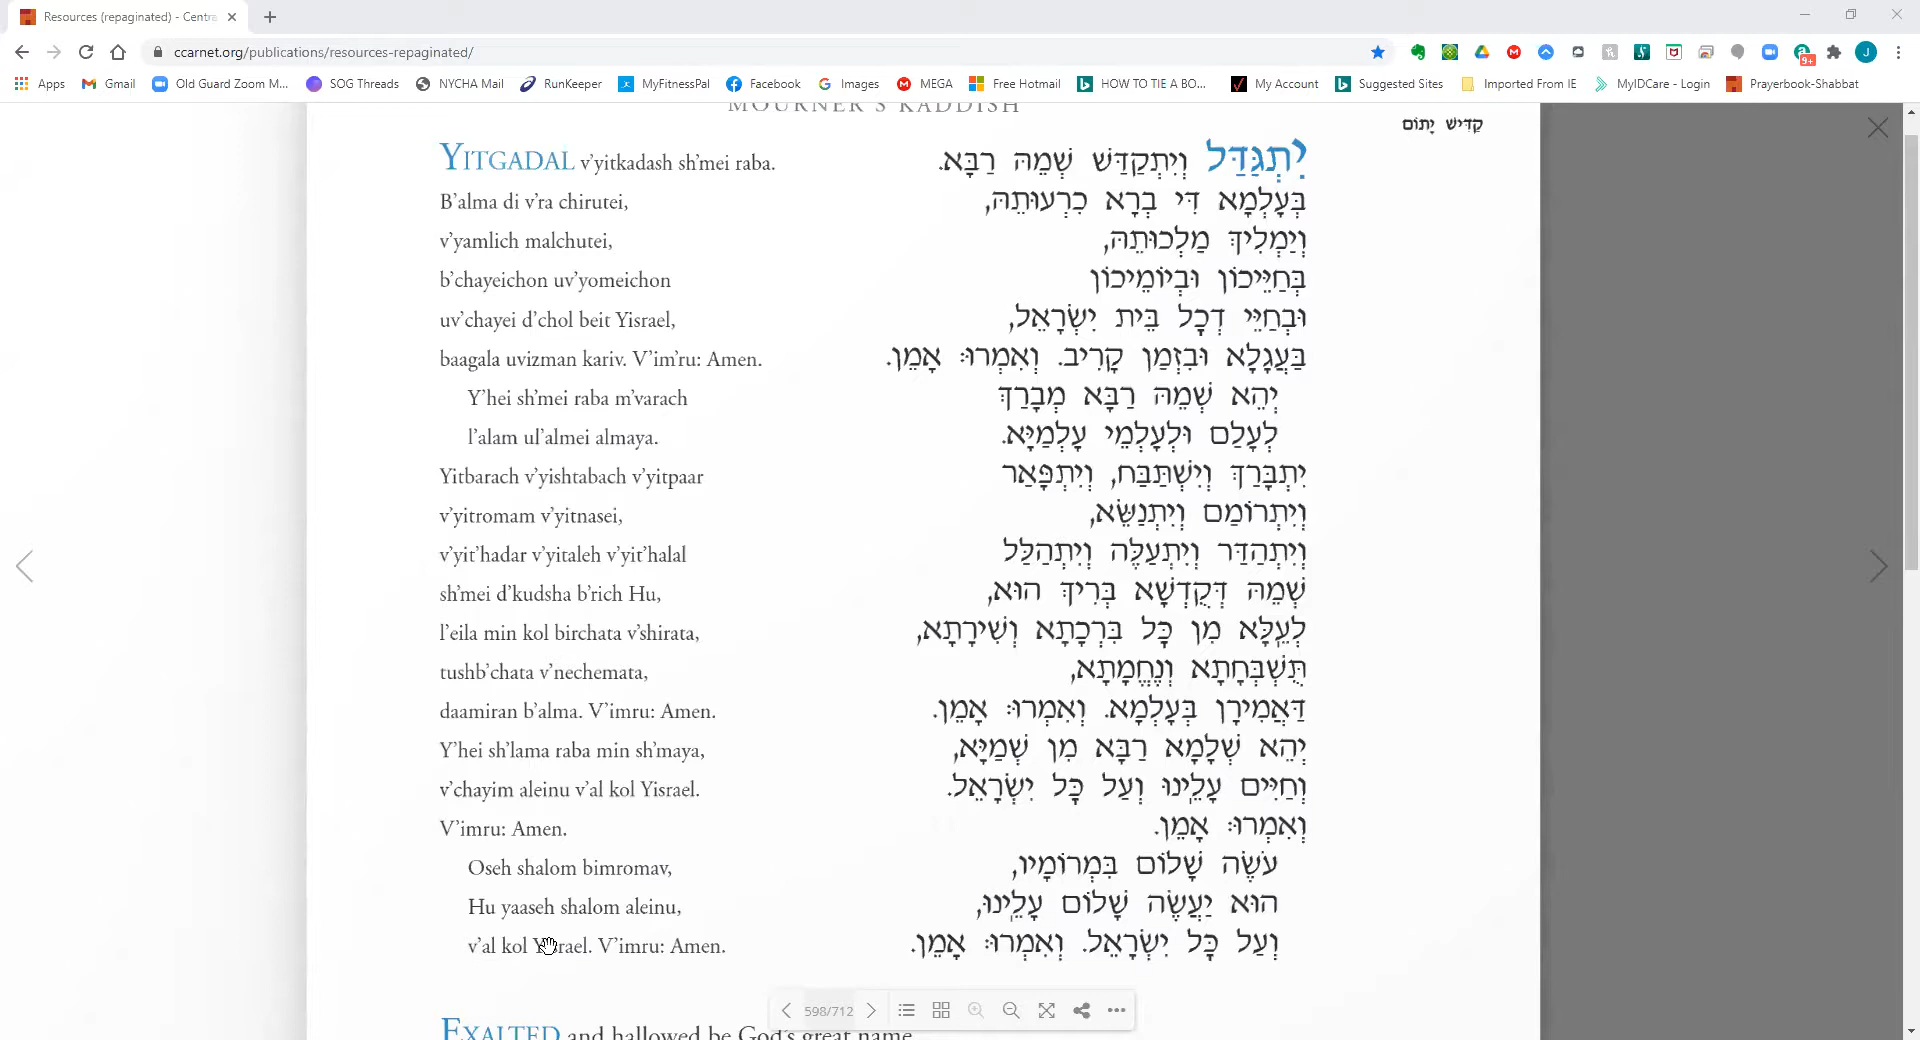 Resources (repaginated) - Centra
ccarnet.org/publications/resources-repaginated/
9+
J
Apps
Gmail
Old Guard Zoom M...
SOG Threads
NYCHA Mail
RunKeeper
MyFitnessPal
Facebook
Images
MEGA
Free Hotmail
HOW TO TIE A BO...
My Account
Suggested Sites
Imported From IE
MyIDCare - Login
Prayerbook-Shabbat
MOURNER'S KADDISH
קַדִּישׁ יָתוֹם
YITGADAL v'yitkadash sh'mei raba.
B'alma di v'ra chirutei,
v'yamlich malchutei,
b'chayeichon uv'yomeichon
uv'chayei d'chol beit Yisrael,
baagala uvizman kariv. V'im'ru: Amen.
Y'hei sh'mei raba m'varach
l'alam ul'almei almaya.
Yitbarach v'yishtabach v'yitpaar
v'yitromam v'yitnasei,
v'yit'hadar v'yitaleh v'yit'halal
sh'mei d'kudsha b'rich Hu,
l'eila min kol birchata v'shirata,
tushb'chata v'nechemata,
daamiran b'alma. V'imru: Amen.
Y'hei sh'lama raba min sh'maya,
v'chayim aleinu v'al kol Yisrael.
V'imru: Amen.
Oseh shalom bimromav,
Hu yaaseh shalom aleinu,
v'al kol Yisrael. V'imru: Amen.
יִתְגַּדַּל וְיִתְקַדַּשׁ שְׁמֵהּ רַבָּא.
בְּעָלְמָא דִּי בְרָא כִרְעוּתֵהּ,
וְיַמְלִיךְ מַלְכוּתֵהּ,
בְּחַיֵּיכוֹן וּבְיוֹמֵיכוֹן
וּבְחַיֵּי דְכָל בֵּית יִשְׂרָאֵל,
בַּעֲגָלָא וּבִזְמַן קָרִיב. וְאִמְרוּ: אָמֵן.
יְהֵא שְׁמֵהּ רַבָּא מְבָרַךְ
לְעָלַם וּלְעָלְמֵי עָלְמַיָּא.
יִתְבָּרַךְ וְיִשְׁתַּבַּח, וְיִתְפָּאַר
וְיִתְרוֹמַם וְיִתְנַשֵּׂא,
וְיִתְהַדַּר וְיִתְעַלֶּה וְיִתְהַלַּל
שְׁמֵהּ דְּקֻדְשָׁא בְּרִיךְ הוּא,
לְעֵֽלָּא מִן כָּל בִּרְכָתָא וְשִׁירָתָא,
תֻּשְׁבְּחָתָא וְנֶחֱמָתָא,
דַּאֲמִירָן בְּעָלְמָא. וְאִמְרוּ: אָמֵן.
יְהֵא שְׁלָמָא רַבָּא מִן שְׁמַיָּא,
וְחַיִּים עָלֵֽינוּ וְעַל כָּל יִשְׂרָאֵל.
וְאִמְרוּ: אָמֵן.
עֹשֶׂה שָׁלוֹם בִּמְרוֹמָיו,
הוּא יַעֲשֶׂה שָׁלוֹם עָלֵֽינוּ,
וְעַל כָּל יִשְׂרָאֵל. וְאִמְרוּ: אָמֵן.
598/712
EXALTED and hallowed be God's great name